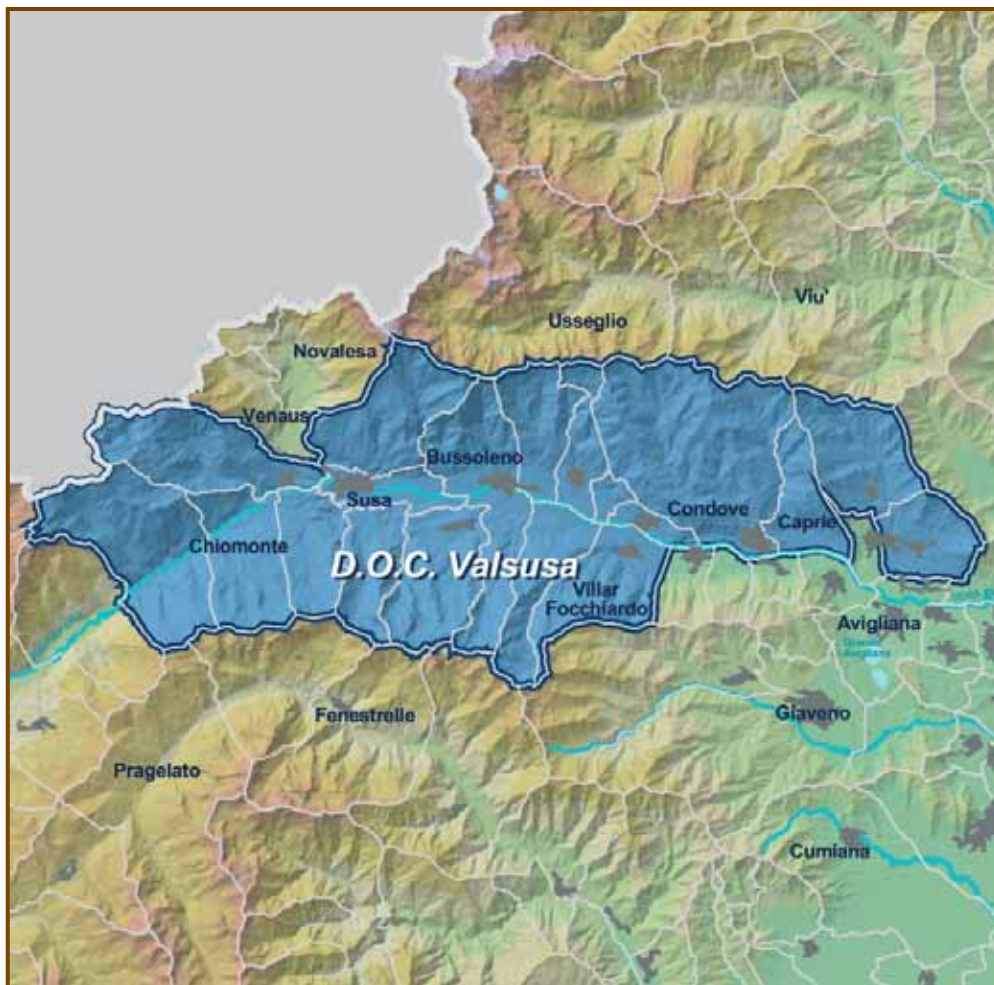 Viu'
Usseglio
Novalesa
Venaus
Bussoleno
Susa
Condove
Caprie
Chiomonte
D.O.C. Valsusa
Villar
Focchiardo
Avigliana
Giaveno
Fenestrelle
Pragelato
Cumiana